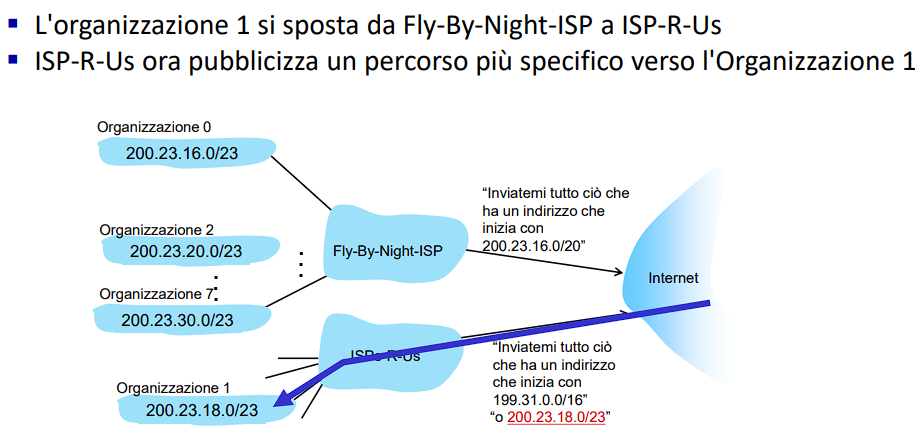 L'organizzazione 1 si sposta da Fly-By-Night-ISP a ISP-R-Us
ISP-R-Us ora pubblicizza un percorso più specifico verso l'Organizzazione 1
Organizzazione 0
200.23.16.0/23
Organizzazione 2
200.23.20.0/23
Organizzazione 7
200.23.30.0/23
Organizzazione 1
200.23.18.0/23
Fly-By-Night-ISP
ISPs-R-Us
“Inviatemi tutto ciò che
ha un indirizzo che
inizia con
200.23.16.0/20”
Internet
“Inviatemi tutto ciò
che ha un indirizzo
che inizia con
199.31.0.0/16”
“o 200.23.18.0/23”